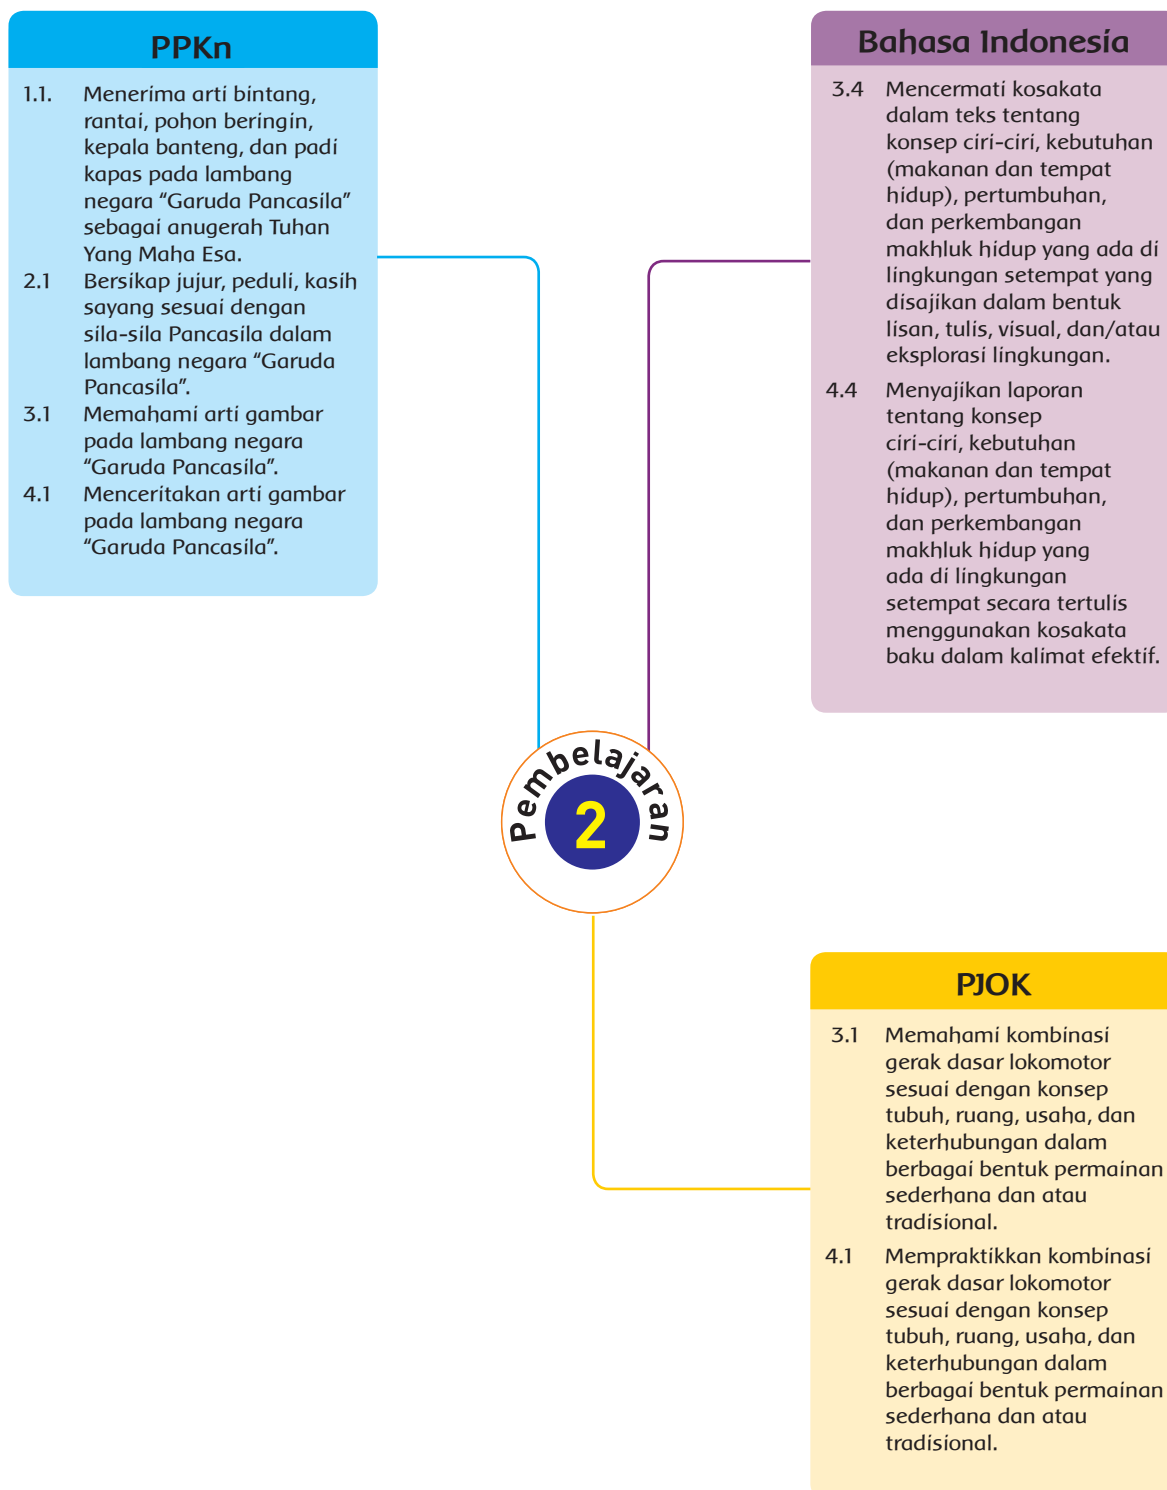 PPKn
1.1. Menerima arti bintang,
rantai, pohon beringin,
kepala banteng, dan padi
kapas pada lambang
negara “Garuda Pancasila”
sebagai anugerah Tuhan
Yang Maha Esa.
2.1 Bersikap jujur, peduli, kasih
sayang sesuai dengan
sila-sila Pancasila dalam
lambang negara “Garuda
Pancasila”.
3.1 Memahami arti gambar
pada lambang negara
“Garuda Pancasila”.
4.1 Menceritakan arti gambar
pada lambang negara
“Garuda Pancasila”.
Bahasa Indonesia
3.4 Mencermati kosakata
dalam teks tentang
konsep ciri-ciri, kebutuhan
(makanan dan tempat
hidup), pertumbuhan,
dan perkembangan
makhluk hidup yang ada di
lingkungan setempat yang
disajikan dalam bentuk
lisan, tulis, visual, dan/atau
eksplorasi lingkungan.
4.4 Menyajikan laporan
tentang konsep
ciri-ciri, kebutuhan
(makanan dan tempat
hidup), pertumbuhan,
dan perkembangan
makhluk hidup yang
ada di lingkungan
setempat secara tertulis
menggunakan kosakata
baku dalam kalimat efektif.
Pembelajaran
2
PJOK
3.1 Memahami kombinasi
gerak dasar lokomotor
sesuai dengan konsep
tubuh, ruang, usaha, dan
keterhubungan dalam
berbagai bentuk permainan
sederhana dan atau
tradisional.
4.1 Mempraktikkan kombinasi
gerak dasar lokomotor
sesuai dengan konsep
tubuh, ruang, usaha, dan
keterhubungan dalam
berbagai bentuk permainan
sederhana dan atau
tradisional.